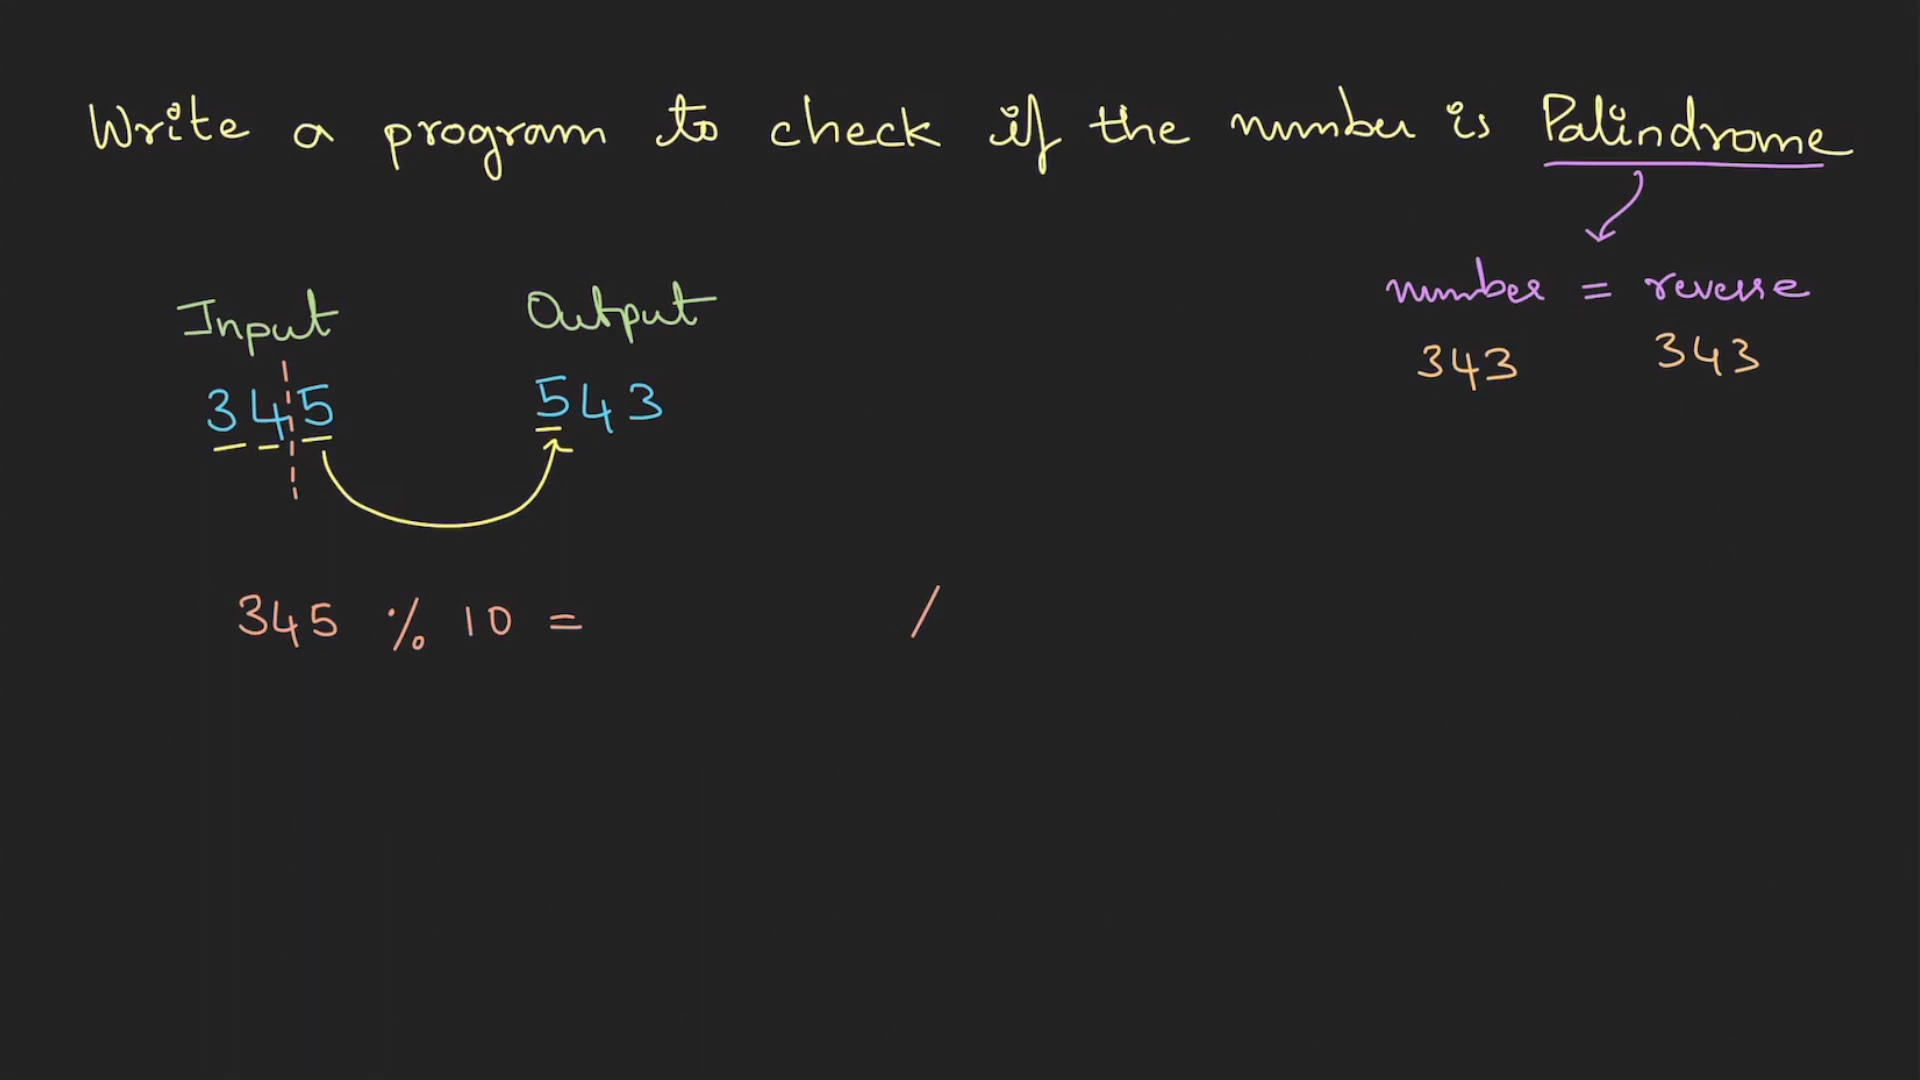 Write a program to check if the number is Palindrome
number = reverse
343 343
Input Output
345 543
345 % 10 = /